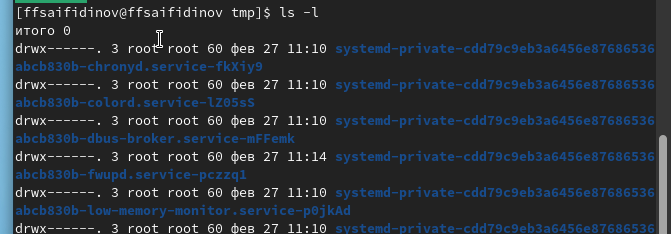 [ffsaifidinov@ffsaifidinov tmp]$ ls -l
итого 0
drwx------. 3 root root 60 фев 27 11:10 systemd-private-cdd79c9eb3a6456e87686536
abcb830b-chronyd.service-fkXiy9
drwx------. 3 root root 60 фев 27 11:10 systemd-private-cdd79c9eb3a6456e87686536
abcb830b-colord.service-lZ05sS
drwx------. 3 root root 60 фев 27 11:10 systemd-private-cdd79c9eb3a6456e87686536
abcb830b-dbus-broker.service-mFFemk
drwx------. 3 root root 60 фев 27 11:14 systemd-private-cdd79c9eb3a6456e87686536
abcb830b-fwupd.service-pczzq1
drwx------. 3 root root 60 фев 27 11:10 systemd-private-cdd79c9eb3a6456e87686536
abcb830b-low-memory-monitor.service-p0jkAd
drwx------. 3 root root 60 фев 27 11:10 systemd-private-cdd79c9eb3a6456e87686536